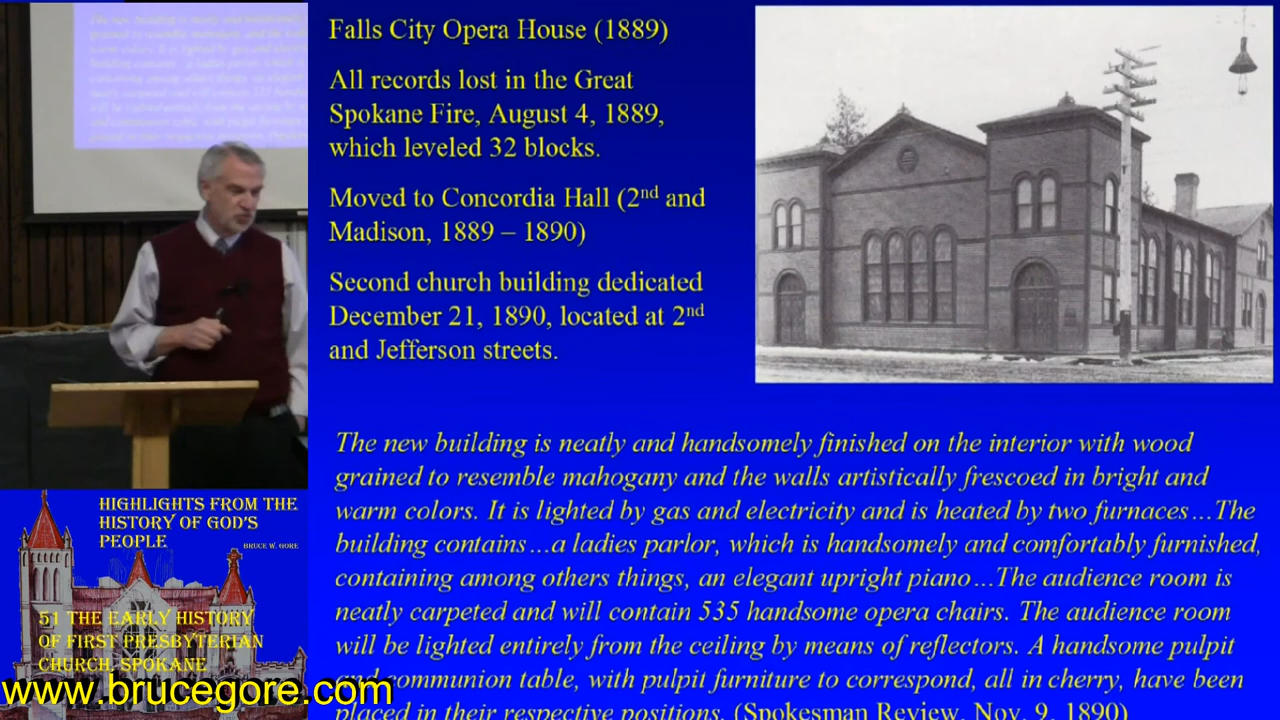 Falls City Opera House (1889)
All records lost in the Great
Spokane Fire, August 4, 1889,
which leveled 32 blocks.
Moved to Concordia Hall (2nd and
Madison, 1889 – 1890)
Second church building dedicated
December 21, 1890, located at 2nd
and Jefferson streets.
The new building is neatly and handsomely finished on the interior with wood
grained to resemble mahogany and the walls artistically frescoed in bright and
warm colors. It is lighted by gas and electricity and is heated by two furnaces…The
building contains…a ladies parlor, which is handsomely and comfortably furnished,
containing among others things, an elegant upright piano…The audience room is
neatly carpeted and will contain 535 handsome opera chairs. The audience room
will be lighted entirely from the ceiling by means of reflectors. A handsome pulpit
and communion table, with pulpit furniture to correspond, all in cherry, have been
placed in their respective positions. (Spokesman Review, Nov. 9, 1890)
HIGHLIGHTS FROM THE
HISTORY OF GOD'S
PEOPLE
BRUCE W. GORE
51 THE EARLY HISTORY
OF FIRST PRESBYTERIAN
CHURCH, SPOKANE
www.brucegore.com